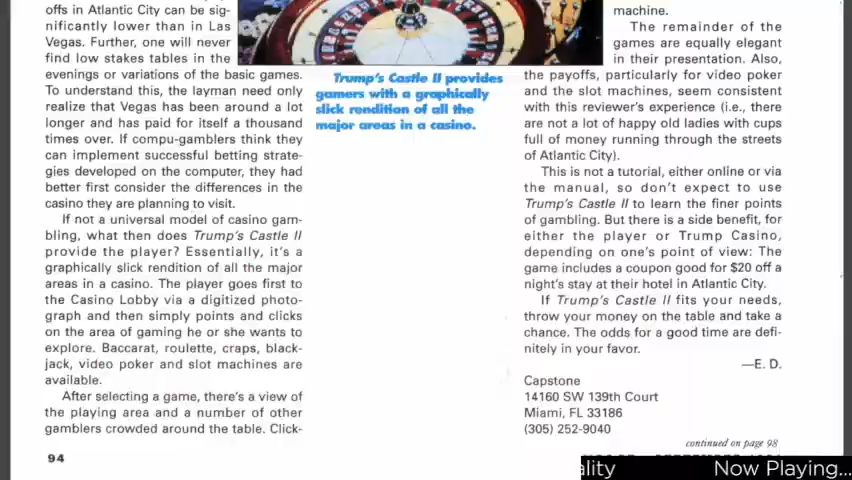 offs in Atlantic City can be sig-
nificantly lower than in Las
Vegas. Further, one will never
find low stakes tables in the
evenings or variations of the basic games.
To understand this, the layman need only
realize that Vegas has been around a lot
longer and has paid for itself a thousand
times over. If compu-gamblers think they
can implement successful betting strate-
gies developed on the computer, they had
better first consider the differences in the
casino they are planning to visit.
If not a universal model of casino gam-
bling, what then does Trump's Castle II
provide the player? Essentially, it's a
graphically slick rendition of all the major
areas in a casino. The player goes first to
the Casino Lobby via a digitized photo-
graph and then simply points and clicks
on the area of gaming he or she wants to
explore. Baccarat, roulette, craps, black-
jack, video poker and slot machines are
available.
After selecting a game, there's a view of
the playing area and a number of other
gamblers crowded around the table. Click-
94
Trump's Castle II provides
gamers with a graphically
slick rendition of all the
major areas in a casino.
machine.
The remainder of the
games are equally elegant
in their presentation. Also,
the payoffs, particularly for video poker
and the slot machines, seem consistent
with this reviewer's experience (i.e., there
are not a lot of happy old ladies with cups
full of money running through the streets
of Atlantic City).
This is not a tutorial, either online or via
the manual, so don't expect to use
Trump's Castle II to learn the finer points
of gambling. But there is a side benefit, for
either the player or Trump Casino,
depending on one's point of view: The
game includes a coupon good for $20 off a
night's stay at their hotel in Atlantic City.
If Trump's Castle II fits your needs,
throw your money on the table and take a
chance. The odds for a good time are defi-
nitely in your favor.
—E. D.
Capstone
14160 SW 139th Court
Miami, FL 33186
(305) 252-9040
continued on page 98
ality Now Playing...